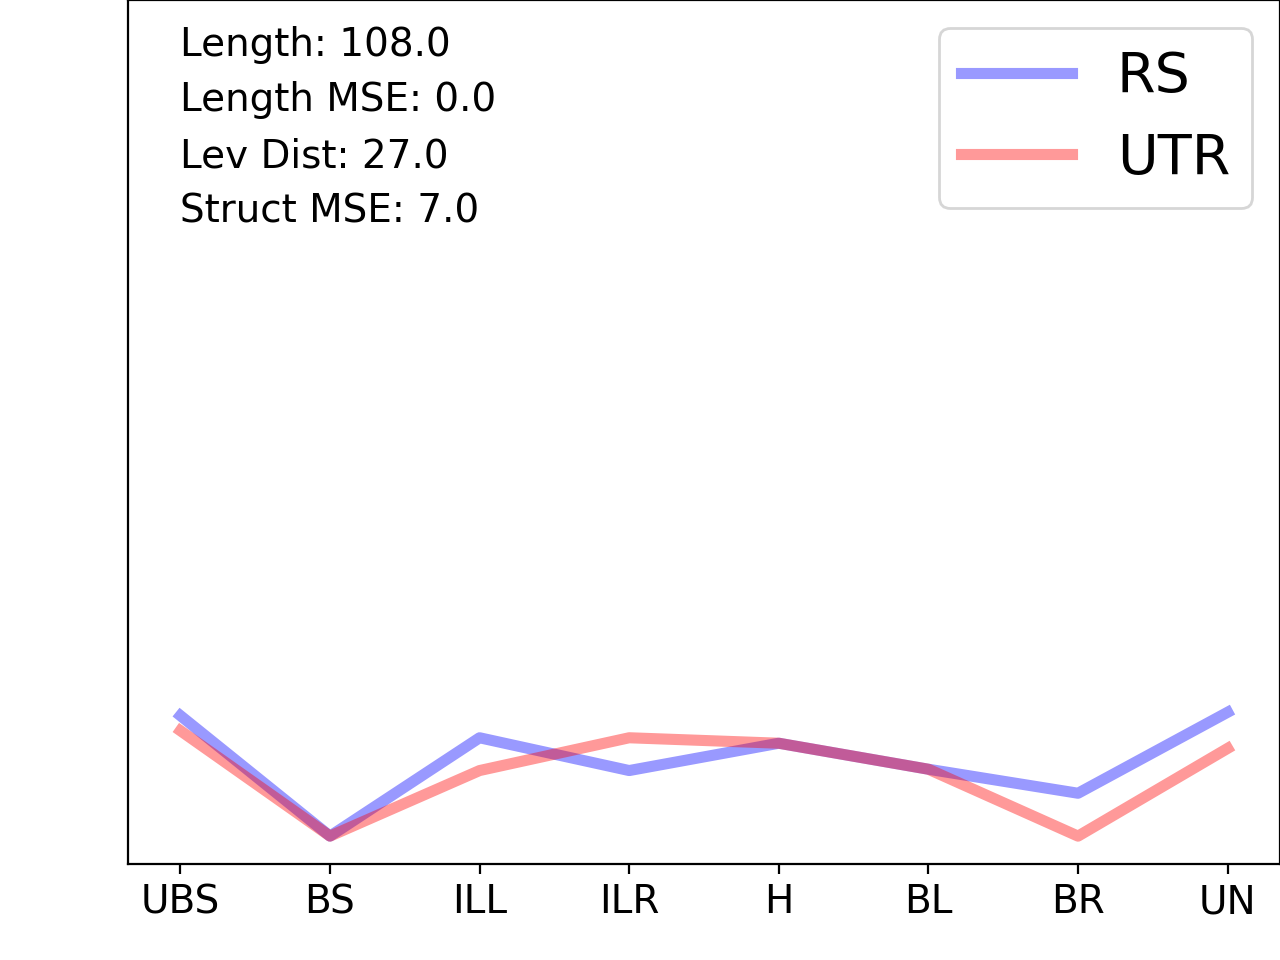 Length: 108.0
Length MSE: 0.0
Lev Dist: 27.0
Struct MSE: 7.0
RS
UTR
UBS BS ILL ILR H BL BR UN